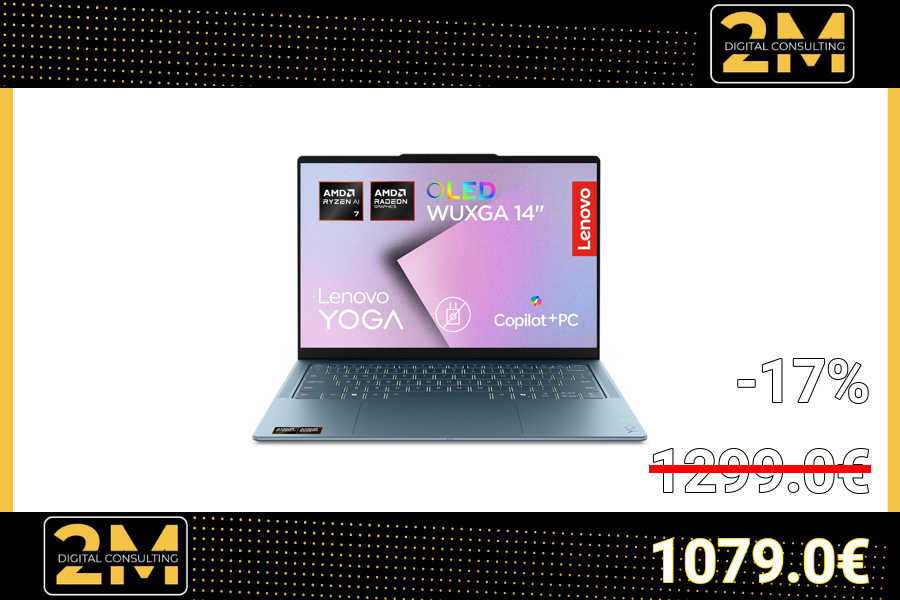 2M
DIGITAL CONSULTING
AMD
RYZEN AI
7
AMD
RADEON
GRAPHICS
OLED
WUXGA 14"
Lenovo
Lenovo
YOGA
Copilot+PC
-17%
1299.0€
2M
DIGITAL CONSULTING
1079.0€